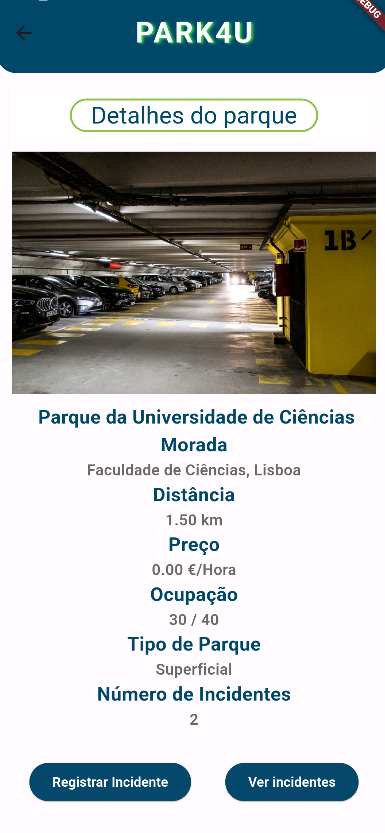 PARK4U
EBUG
Detalhes do parque
1B
Parque da Universidade de Ciências
Morada
Faculdade de Ciências, Lisboa
Distância
1.50 km
Preço
0.00 €/Hora
Ocupação
30 / 40
Tipo de Parque
Superficial
Número de Incidentes
2
Registrar Incidente
Ver incidentes